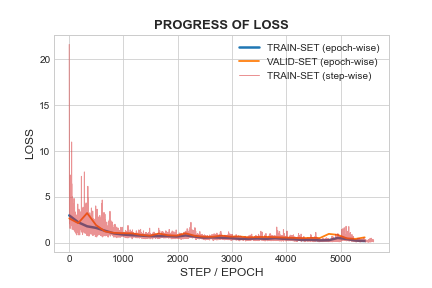 PROGRESS OF LOSS
TRAIN-SET (epoch-wise)
VALID-SET (epoch-wise)
TRAIN-SET (step-wise)
20
15
10
5
0
LOSS
0 1000 2000 3000 4000 5000
STEP / EPOCH